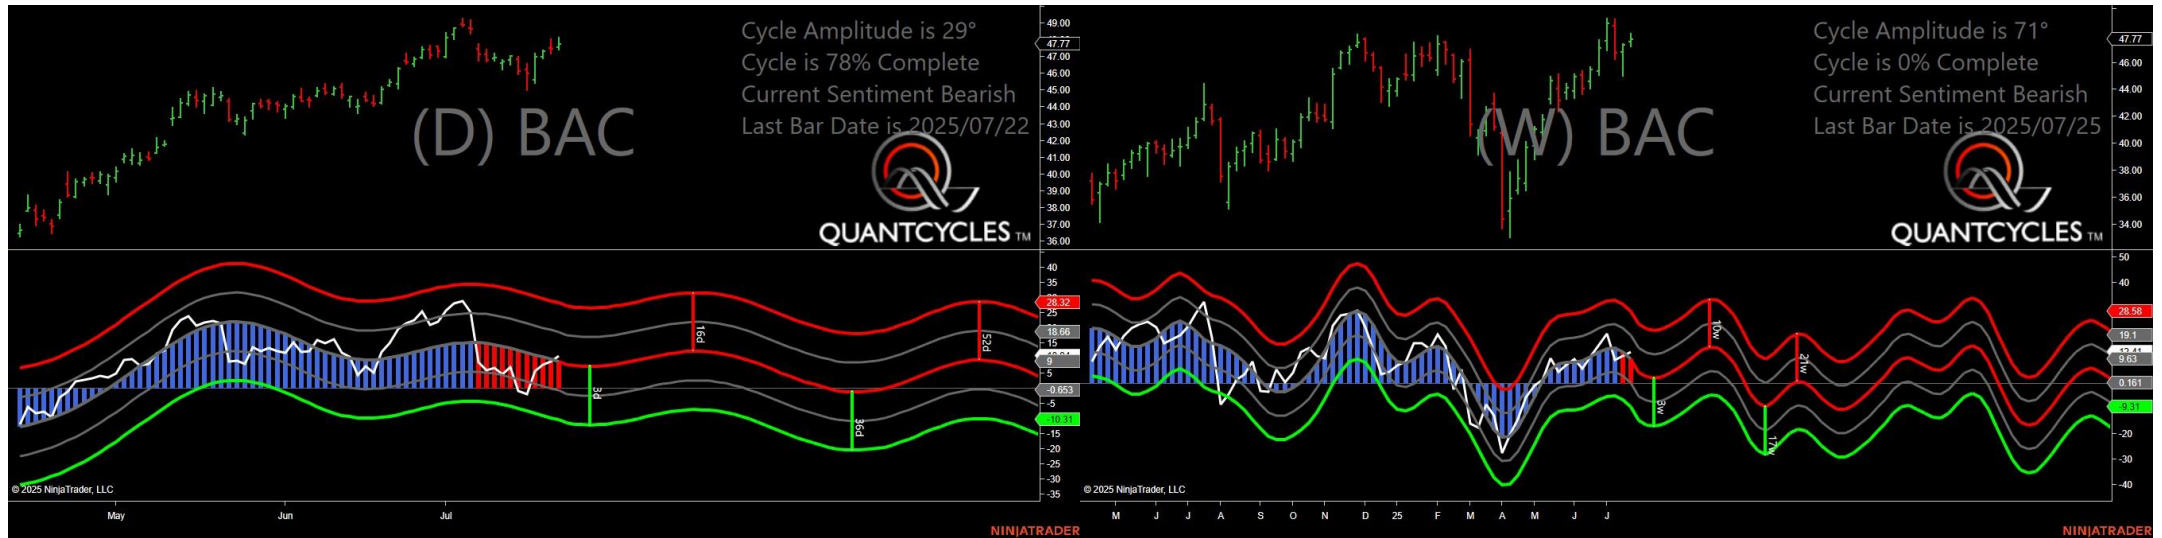 Cycle Amplitude is 29°
Cycle is 78% Complete
Current Sentiment Bearish
Last Bar Date is 2025/07/22
(D) BAC
QUANTCYCLES TM
49.00
47.77
47.00
46.00
45.00
44.00
43.00
42.00
41.00
40.00
39.00
38.00
37.00
36.00
40
35
28.32
18.66
15
9
5
-0.653
-5
-10.31
-15
-20
-25
-30
-35
3d
16d
36d
52d
© 2025 NinjaTrader, LLC
May Jun Jul
NINJATRADER
Cycle Amplitude is 71°
Cycle is 0% Complete
Current Sentiment Bearish
Last Bar Date is 2025/07/25
(W) BAC
QUANTCYCLES TM
47.77
46.00
44.00
42.00
40.00
38.00
36.00
34.00
50
40
28.58
19.1
9.63
0.161
-9.31
-20
-30
-40
10w
21w
17w
© 2025 NinjaTrader, LLC
M J J A S O N D 25 F M A M J J
NINJATRADER